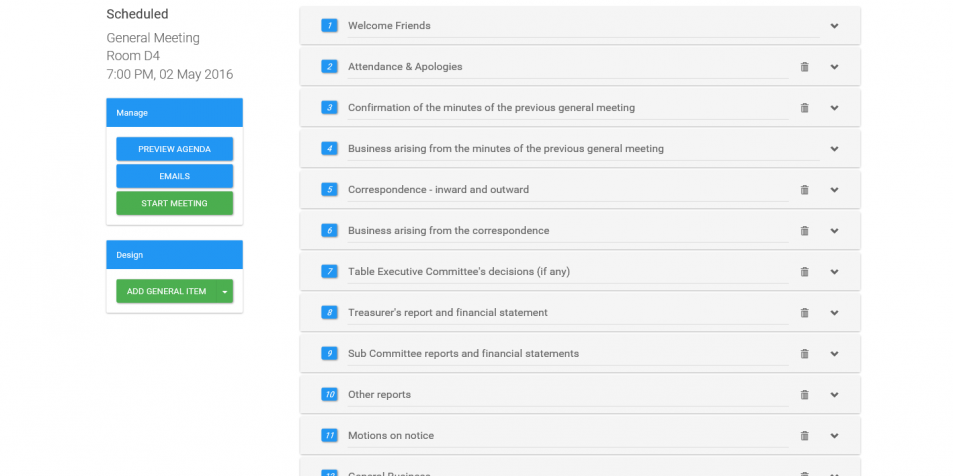 Scheduled
General Meeting
Room D4
7:00 PM, 02 May 2016
Manage
PREVIEW AGENDA
EMAILS
START MEETING
Design
ADD GENERAL ITEM
1 Welcome Friends
2 Attendance & Apologies
3 Confirmation of the minutes of the previous general meeting
4 Business arising from the minutes of the previous general meeting
5 Correspondence - inward and outward
6 Business arising from the correspondence
7 Table Executive Committee's decisions (if any)
8 Treasurer's report and financial statement
9 Sub Committee reports and financial statements
10 Other reports
11 Motions on notice
12 General Business